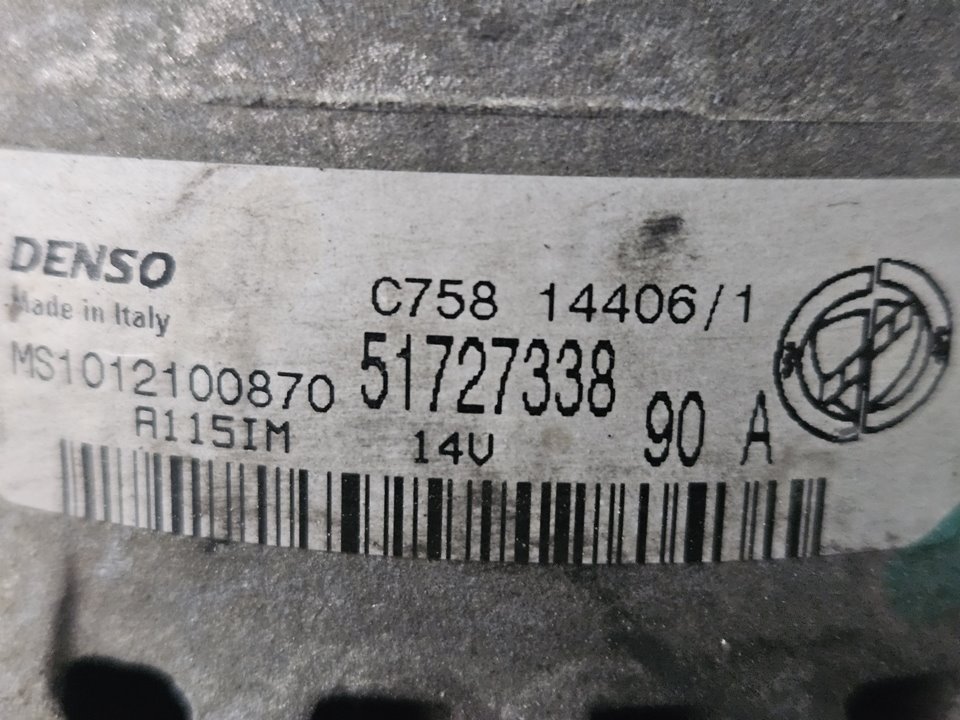 DENSO
Made in Italy
C758 14406/1
MS1012100870 51727338 90 A
A115IM 14V